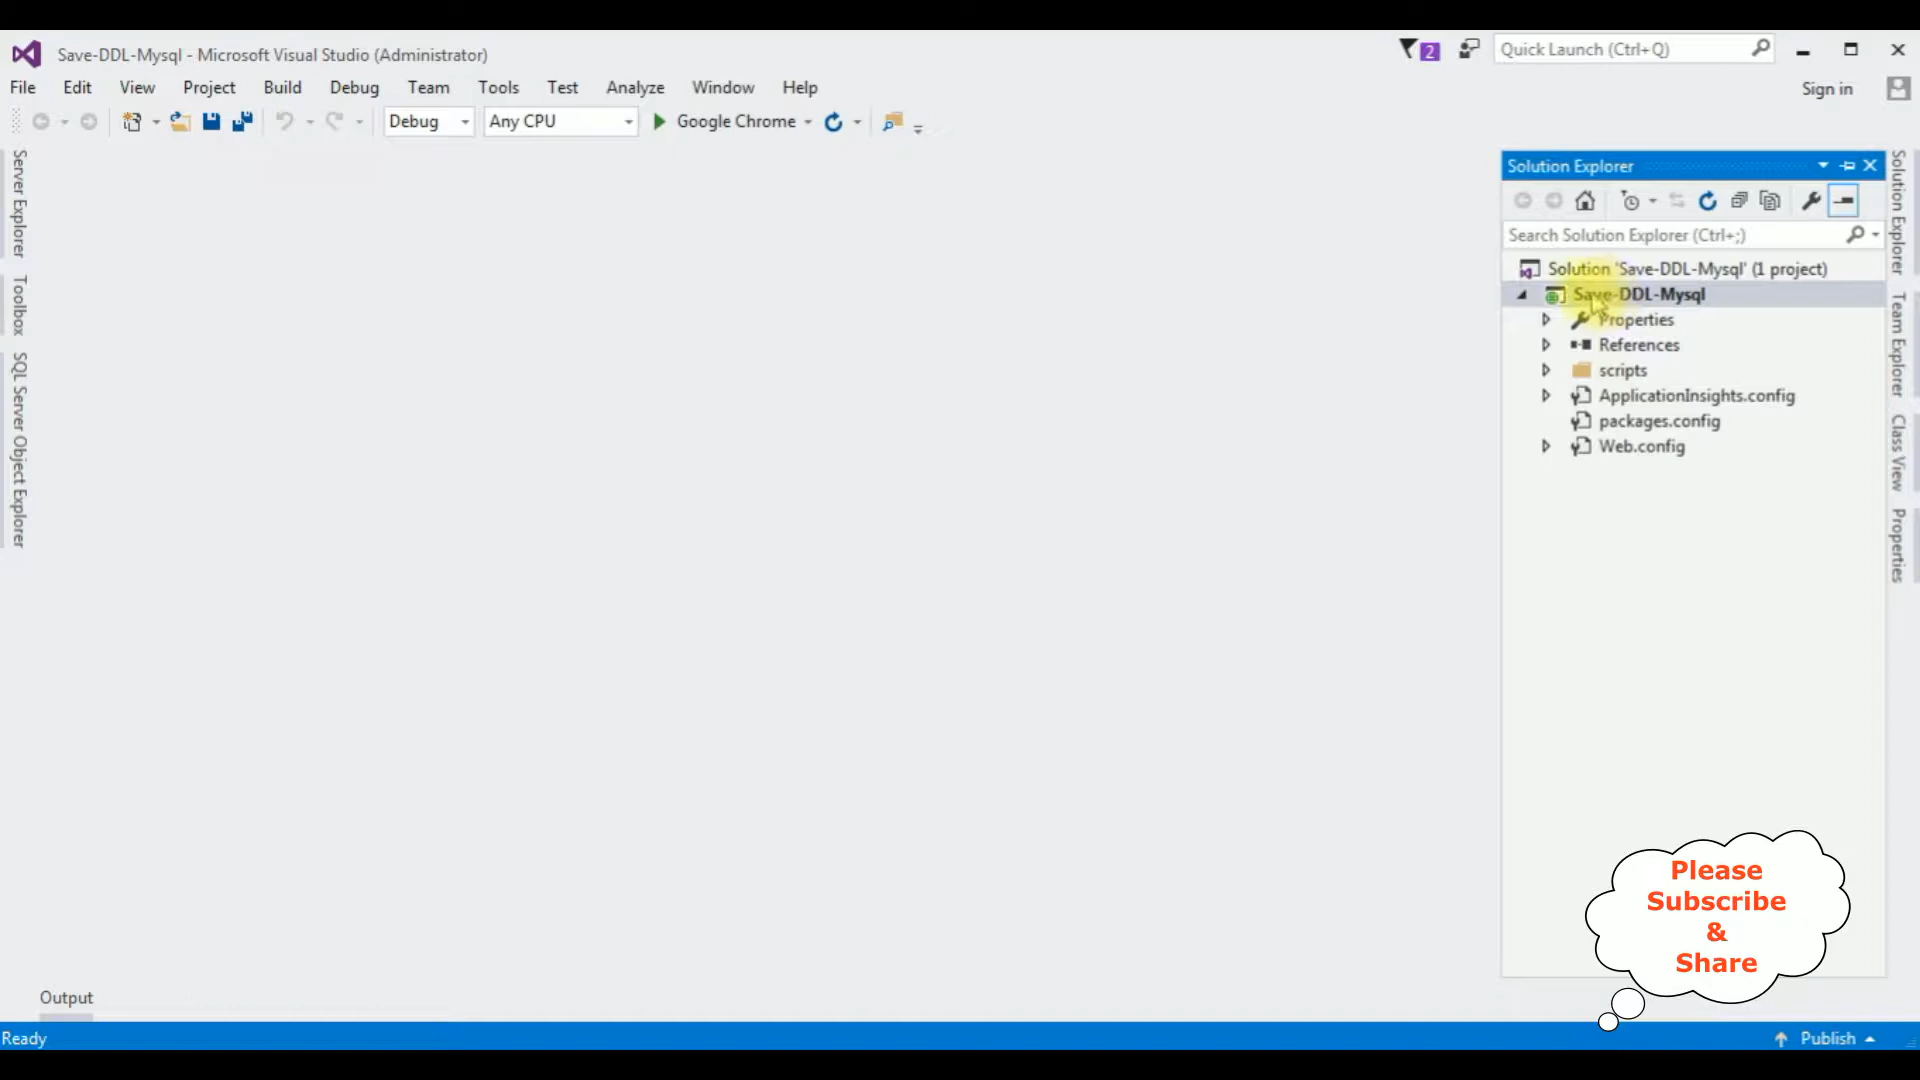 Save-DDL-Mysql - Microsoft Visual Studio (Administrator)
2
Quick Launch (Ctrl+Q)
File Edit View Project Build Debug Team Tools Test Analyze Window Help
Sign in
Debug Any CPU Google Chrome
Server Explorer
Toolbox
SQL Server Object Explorer
Solution Explorer
Search Solution Explorer (Ctrl+;)
Solution 'Save-DDL-Mysql' (1 project)
Save-DDL-Mysql
Properties
References
scripts
ApplicationInsights.config
packages.config
Web.config
Solution Explorer
Team Explorer
Class View
Properties
Please
Subscribe
&
Share
Output
Ready
Publish